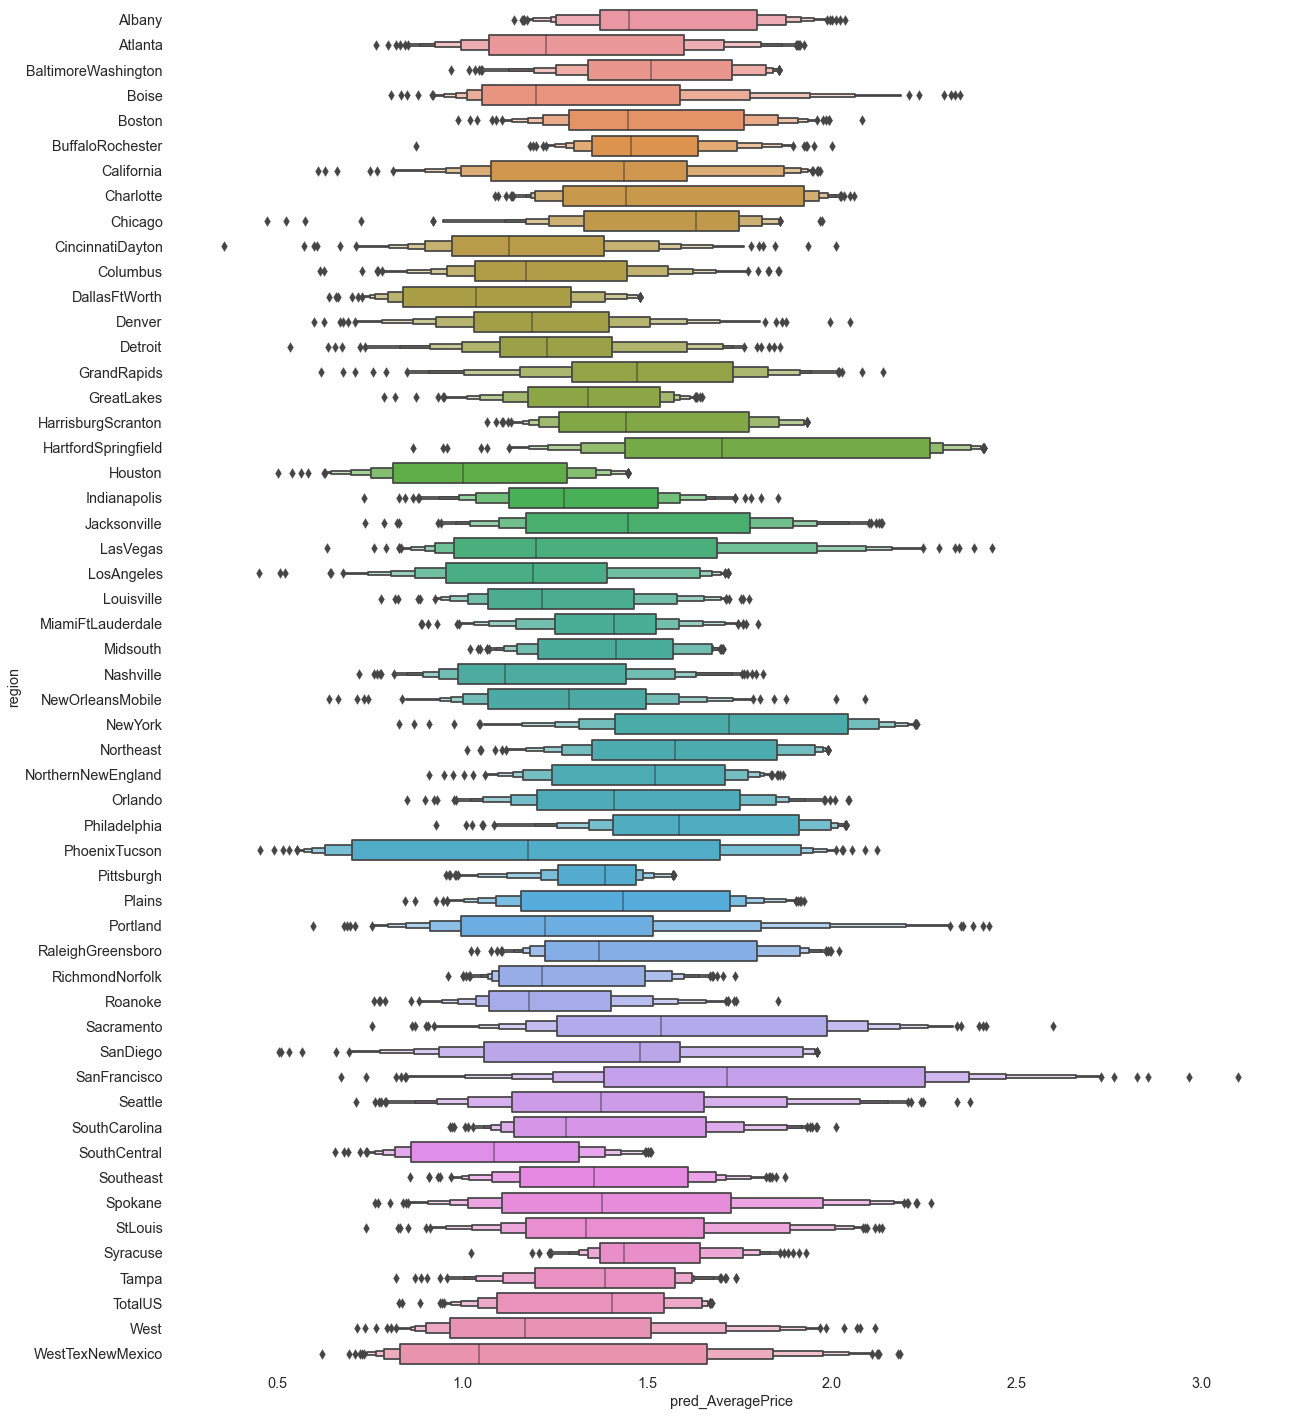 Albany
Atlanta
BaltimoreWashington
Boise
Boston
BuffaloRochester
California
Charlotte
Chicago
CincinnatiDayton
Columbus
DallasFtWorth
Denver
Detroit
GrandRapids
GreatLakes
HarrisburgScranton
HartfordSpringfield
Houston
Indianapolis
Jacksonville
LasVegas
LosAngeles
Louisville
MiamiFtLauderdale
Midsouth
Nashville
NewOrleansMobile
NewYork
Northeast
NorthernNewEngland
Orlando
Philadelphia
PhoenixTucson
Pittsburgh
Plains
Portland
RaleighGreensboro
RichmondNorfolk
Roanoke
Sacramento
SanDiego
SanFrancisco
Seattle
SouthCarolina
SouthCentral
Southeast
Spokane
StLouis
Syracuse
Tampa
TotalUS
West
WestTexNewMexico
region
0.5 1.0 1.5 2.0 2.5 3.0
pred_AveragePrice